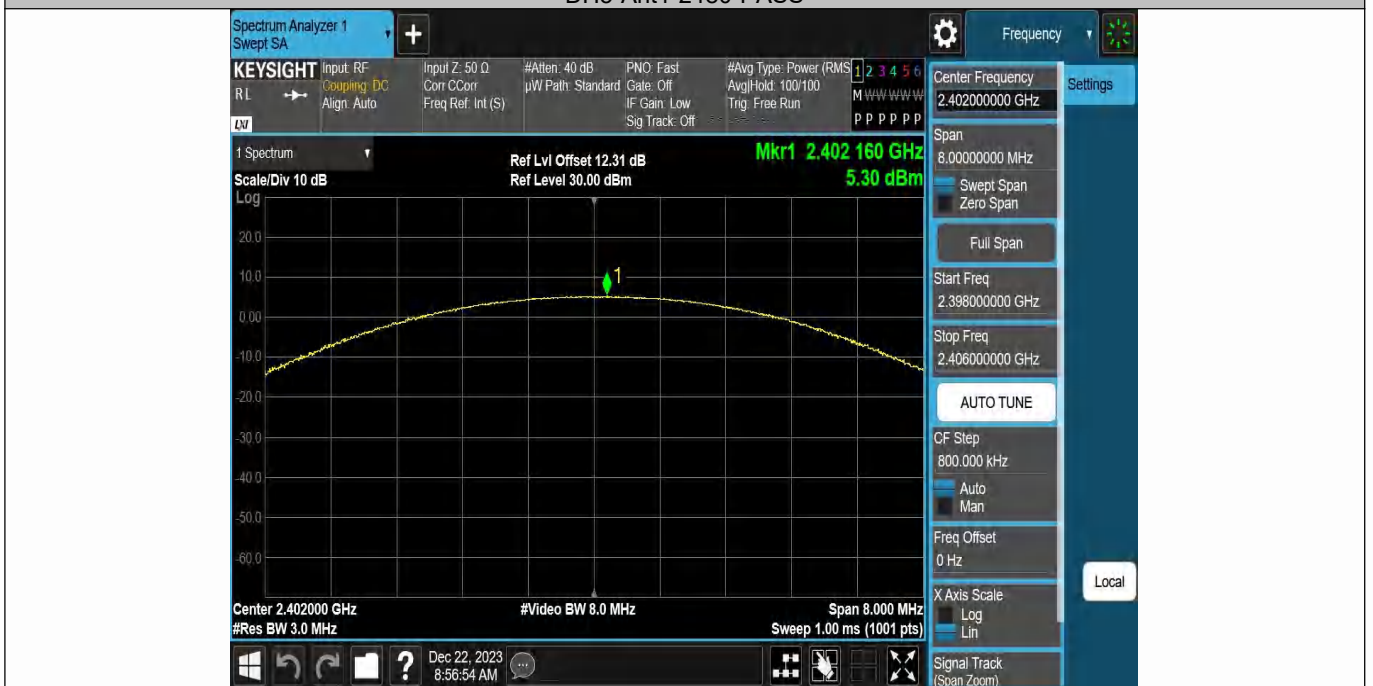 Spectrum Analyzer 1
Swept SA
Frequency
KEYSIGHT
RL
LXI
Input: RF
Coupling: DC
Align: Auto
Input Z: 50 Ω
Corr CCorr
Freq Ref: Int (S)
#Atten: 40 dB
µW Path: Standard
PNO: Fast
Gate: Off
IF Gain: Low
Sig Track: Off
#Avg Type: Power (RMS
Avg|Hold: 100/100
Trig: Free Run
1 2 3 4 5 6
M W W W W W
P P P P P P
1 Spectrum
Scale/Div 10 dB
Log
Ref Lvl Offset 12.31 dB
Ref Level 30.00 dBm
Mkr1 2.402 160 GHz
5.30 dBm
20.0
10.0
0.00
-10.0
-20.0
-30.0
-40.0
-50.0
-60.0
1
Center 2.402000 GHz
#Res BW 3.0 MHz
#Video BW 8.0 MHz
Span 8.000 MHz
Sweep 1.00 ms (1001 pts)
Center Frequency
2.402000000 GHz
Settings
Span
8.00000000 MHz
Swept Span
Zero Span
Full Span
Start Freq
2.398000000 GHz
Stop Freq
2.406000000 GHz
AUTO TUNE
CF Step
800.000 kHz
Auto
Man
Freq Offset
0 Hz
X Axis Scale
Log
Lin
Signal Track
(Span Zoom)
Local
?
Dec 22, 2023
8:56:54 AM